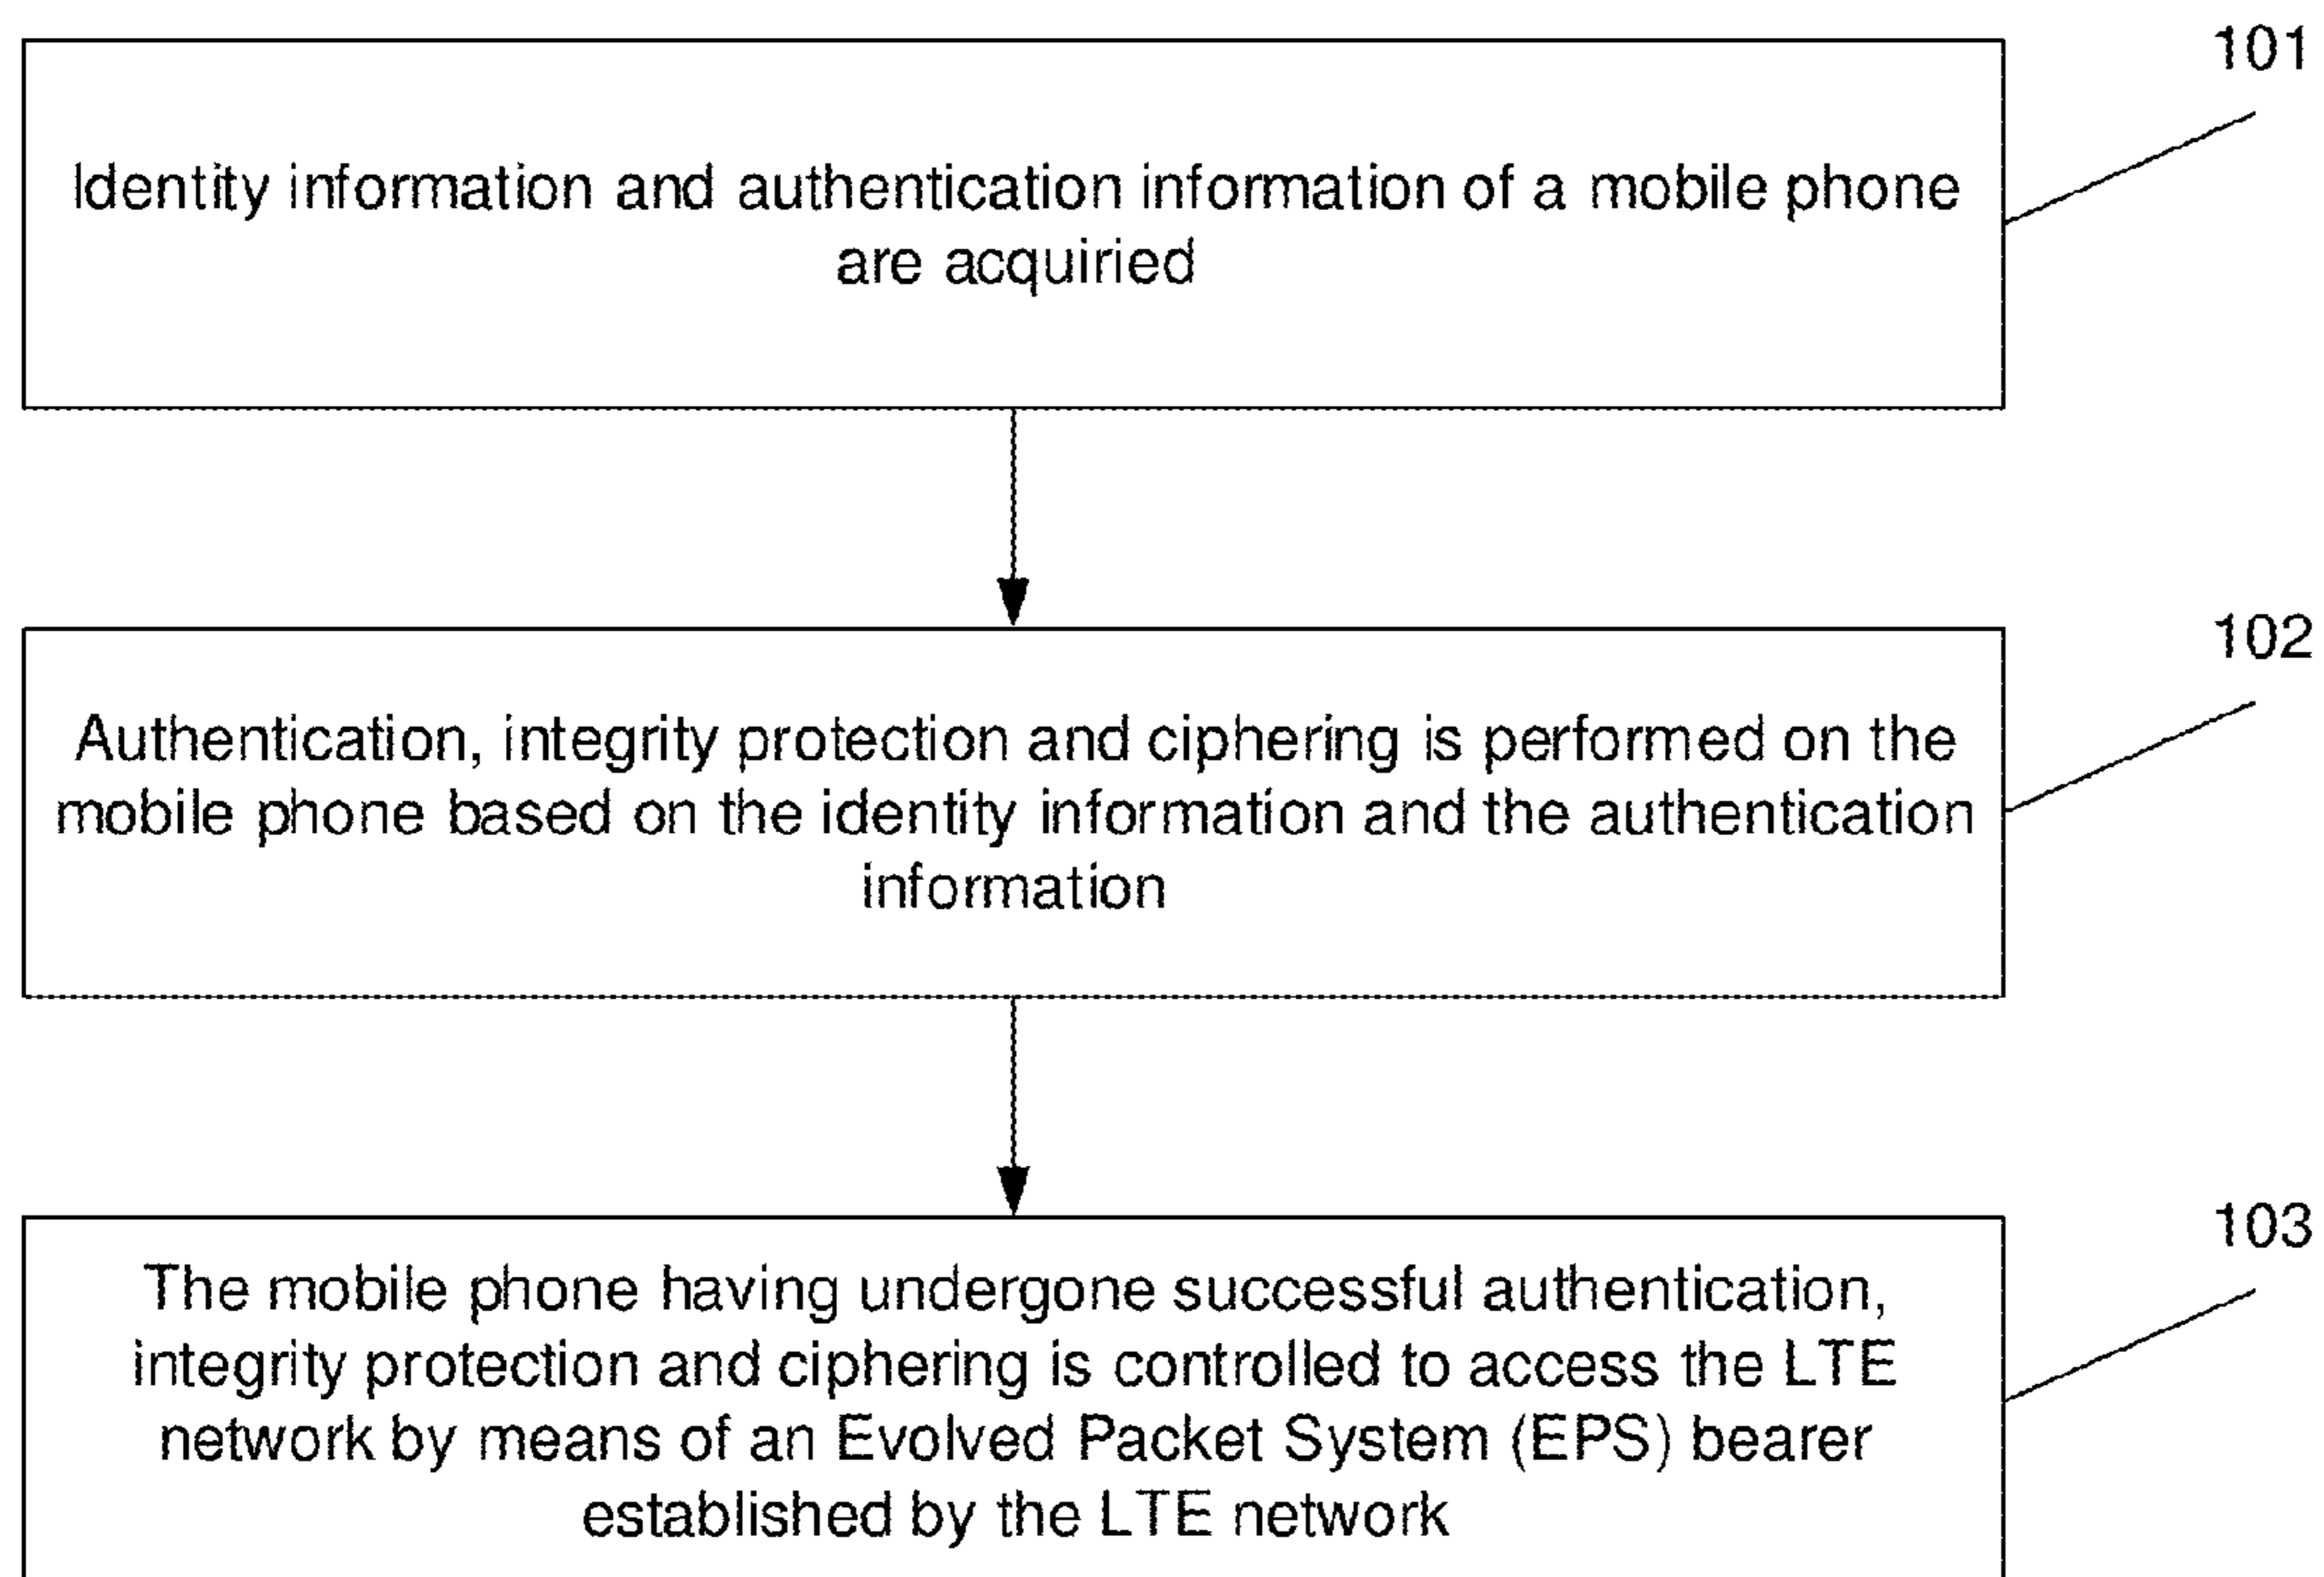 101
Identity information and authentication information of a mobile phone
are acquiried
102
Authentication, integrity protection and ciphering is performed on the
mobile phone based on the identity information and the authentication
information
103
The mobile phone having undergone successful authentication,
integrity protection and ciphering is controlled to access the LTE
network by means of an Evolved Packet System (EPS) bearer
established by the LTE network